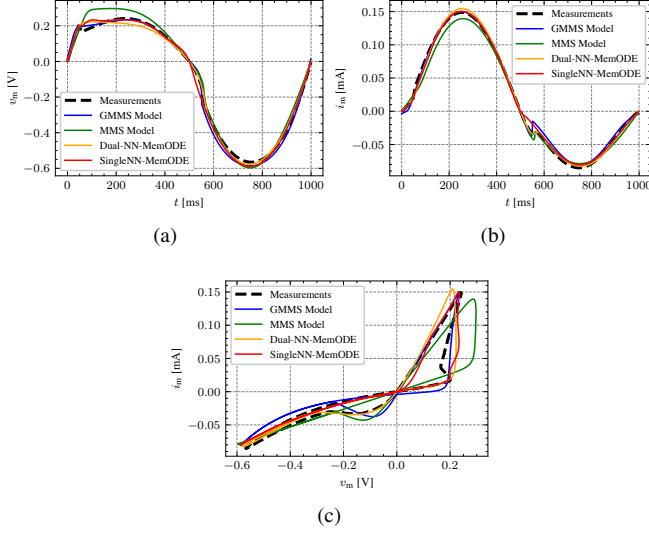 0.2
0.0
−0.2
−0.4
−0.6
v_m [V]
Measurements
GMMS Model
MMS Model
Dual-NN-MemODE
SingleNN-MemODE
0
200
400
600
800
1000
t [ms]
(a)
0.15
0.10
0.05
0.00
−0.05
i_m [mA]
Measurements
GMMS Model
MMS Model
Dual-NN-MemODE
SingleNN-MemODE
0
200
400
600
800
1000
t [ms]
(b)
0.15
0.10
0.05
0.00
−0.05
i_m [mA]
Measurements
GMMS Model
MMS Model
Dual-NN-MemODE
SingleNN-MemODE
−0.6
−0.4
−0.2
0.0
0.2
v_m [V]
(c)